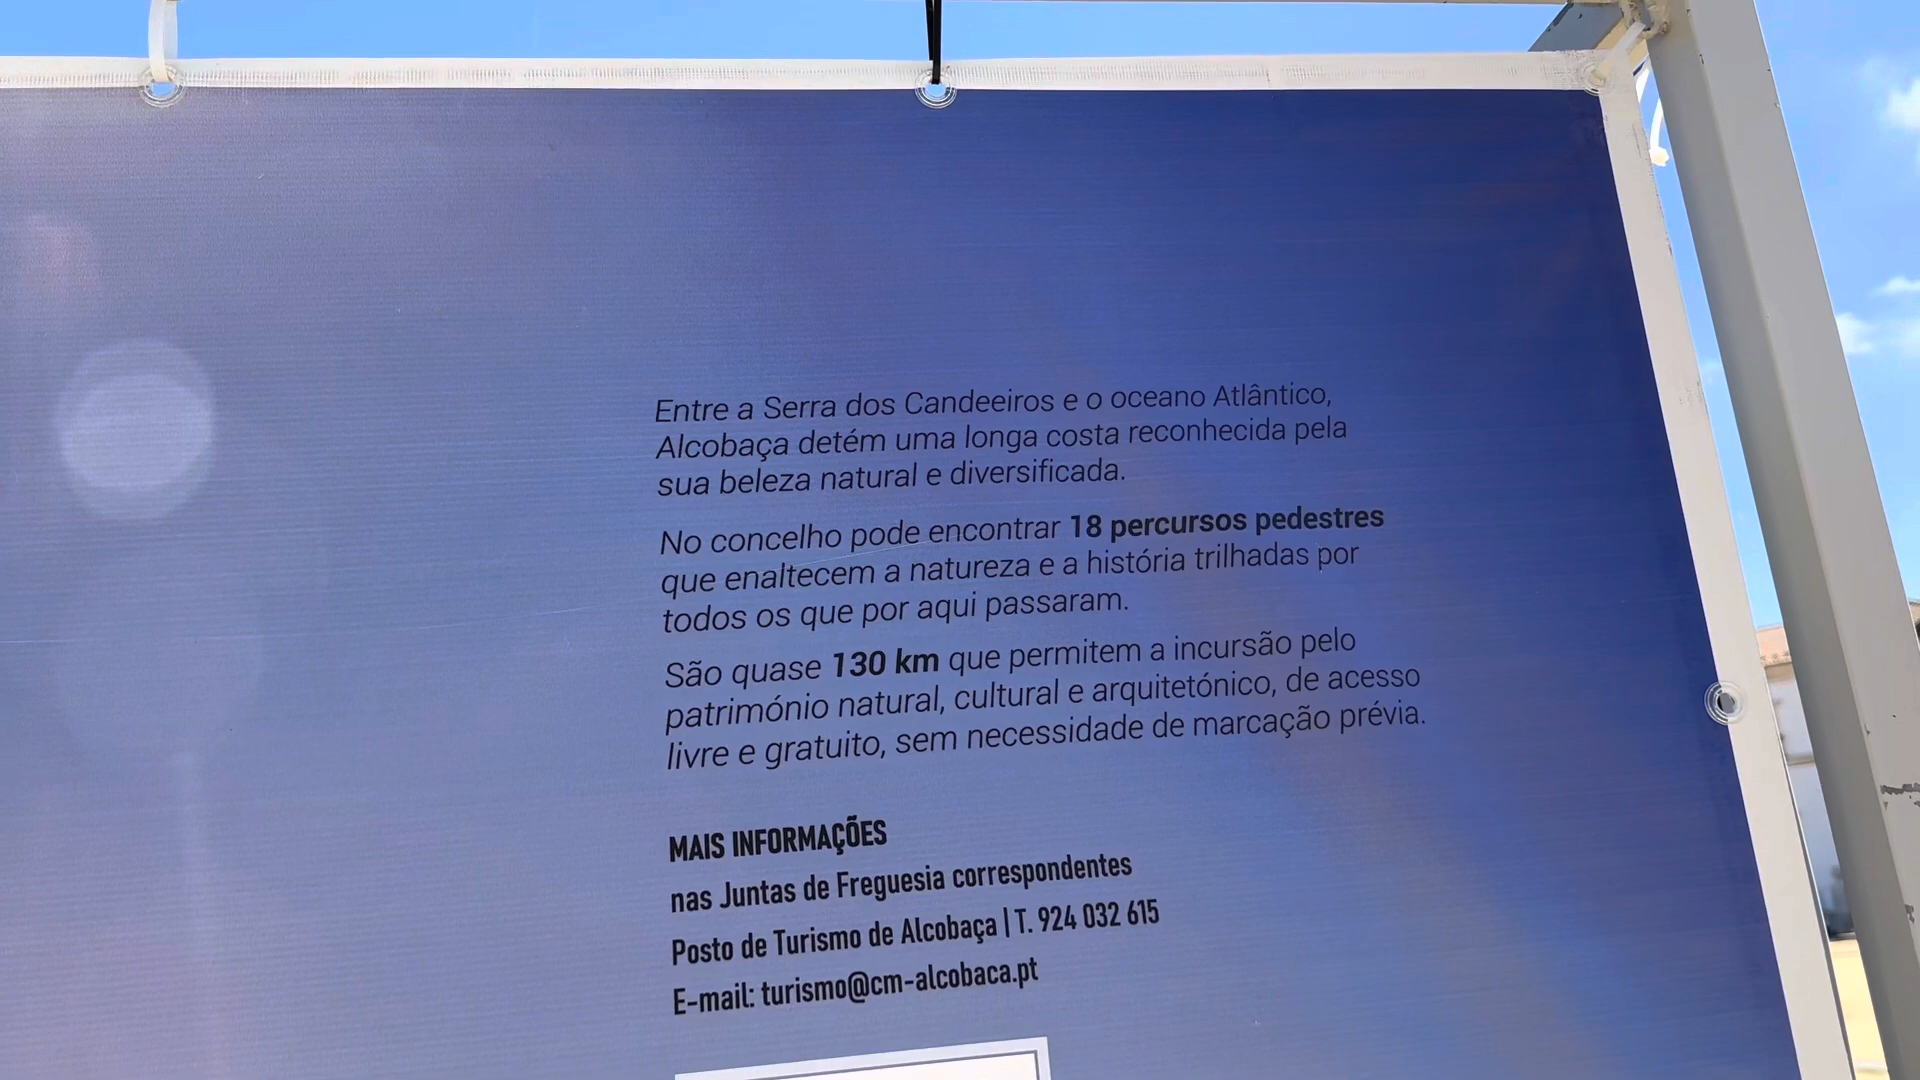 Entre a Serra dos Candeeiros e o oceano Atlântico,
Alcobaça detém uma longa costa reconhecida pela
sua beleza natural e diversificada.
No concelho pode encontrar 18 percursos pedestres
que enaltecem a natureza e a história trilhadas por
todos os que por aqui passaram.
São quase 130 km que permitem a incursão pelo
património natural, cultural e arquitetónico, de acesso
livre e gratuito, sem necessidade de marcação prévia.
MAIS INFORMAÇÕES
nas Juntas de Freguesia correspondentes
Posto de Turismo de Alcobaça | T. 924 032 615
E-mail: turismo@cm-alcobaca.pt